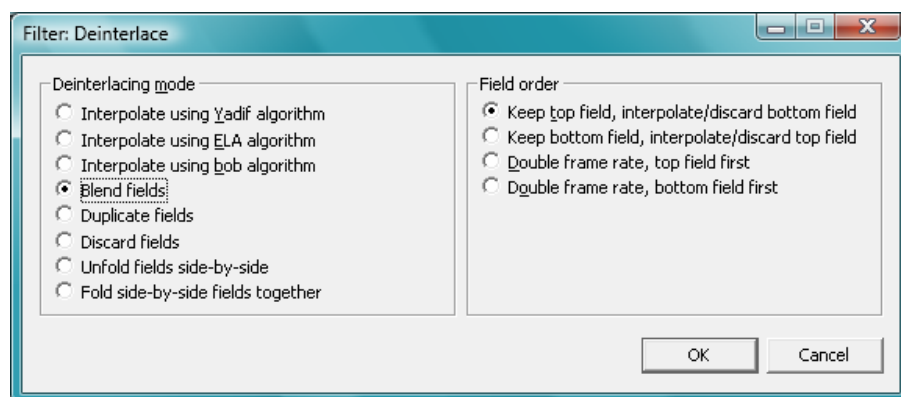 Filter: Deinterlace
Deinterlacing mode
Interpolate using Yadif algorithm
Interpolate using ELA algorithm
Interpolate using bob algorithm
Blend fields
Duplicate fields
Discard fields
Unfold fields side-by-side
Fold side-by-side fields together
Field order
Keep top field, interpolate/discard bottom field
Keep bottom field, interpolate/discard top field
Double frame rate, top field first
Double frame rate, bottom field first
OK
Cancel